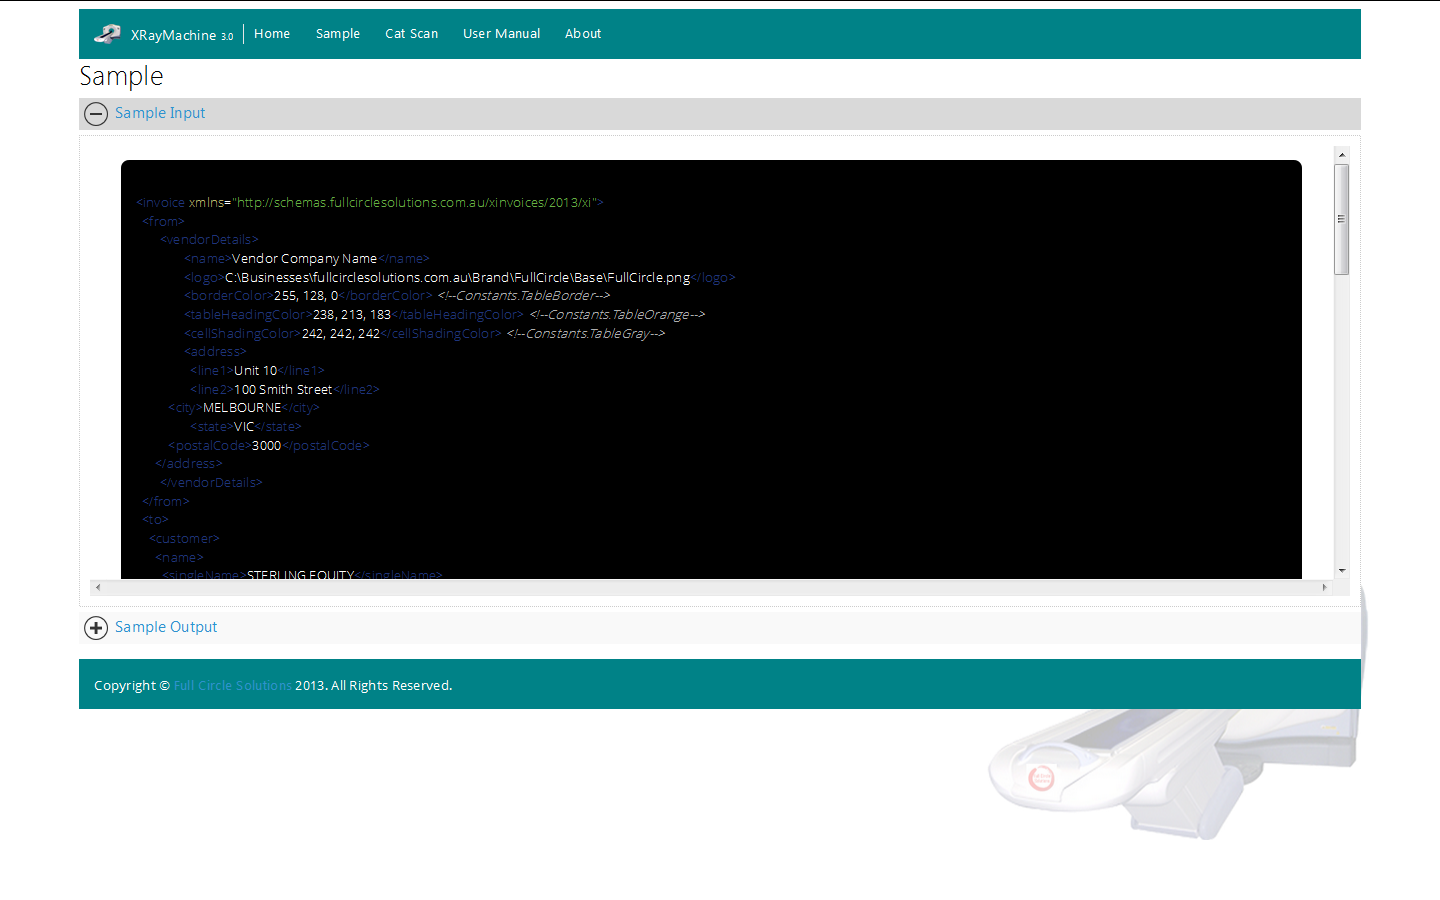 XRayMachine 3.0 Home Sample Cat Scan User Manual About
Sample
Sample Input
<invoice xmlns="http://schemas.fullcirclesolutions.com.au/xinvoices/2013/xi">
<from>
<vendorDetails>
<name>Vendor Company Name</name>
<logo>C:\Businesses\fullcirclesolutions.com.au\Brand\FullCircle\Base\FullCircle.png</logo>
<borderColor>255, 128, 0</borderColor> <!--Constants.TableBorder-->
<tableHeadingColor>238, 213, 183</tableHeadingColor> <!--Constants.TableOrange-->
<cellShadingColor>242, 242, 242</cellShadingColor> <!--Constants.TableGray-->
<address>
<line1>Unit 10</line1>
<line2>100 Smith Street</line2>
<city>MELBOURNE</city>
<state>VIC</state>
<postalCode>3000</postalCode>
</address>
</vendorDetails>
</from>
<to>
<customer>
<name>
<singleName>STERLING EQUITY</singleName>
Sample Output
Copyright © Full Circle Solutions 2013. All Rights Reserved.